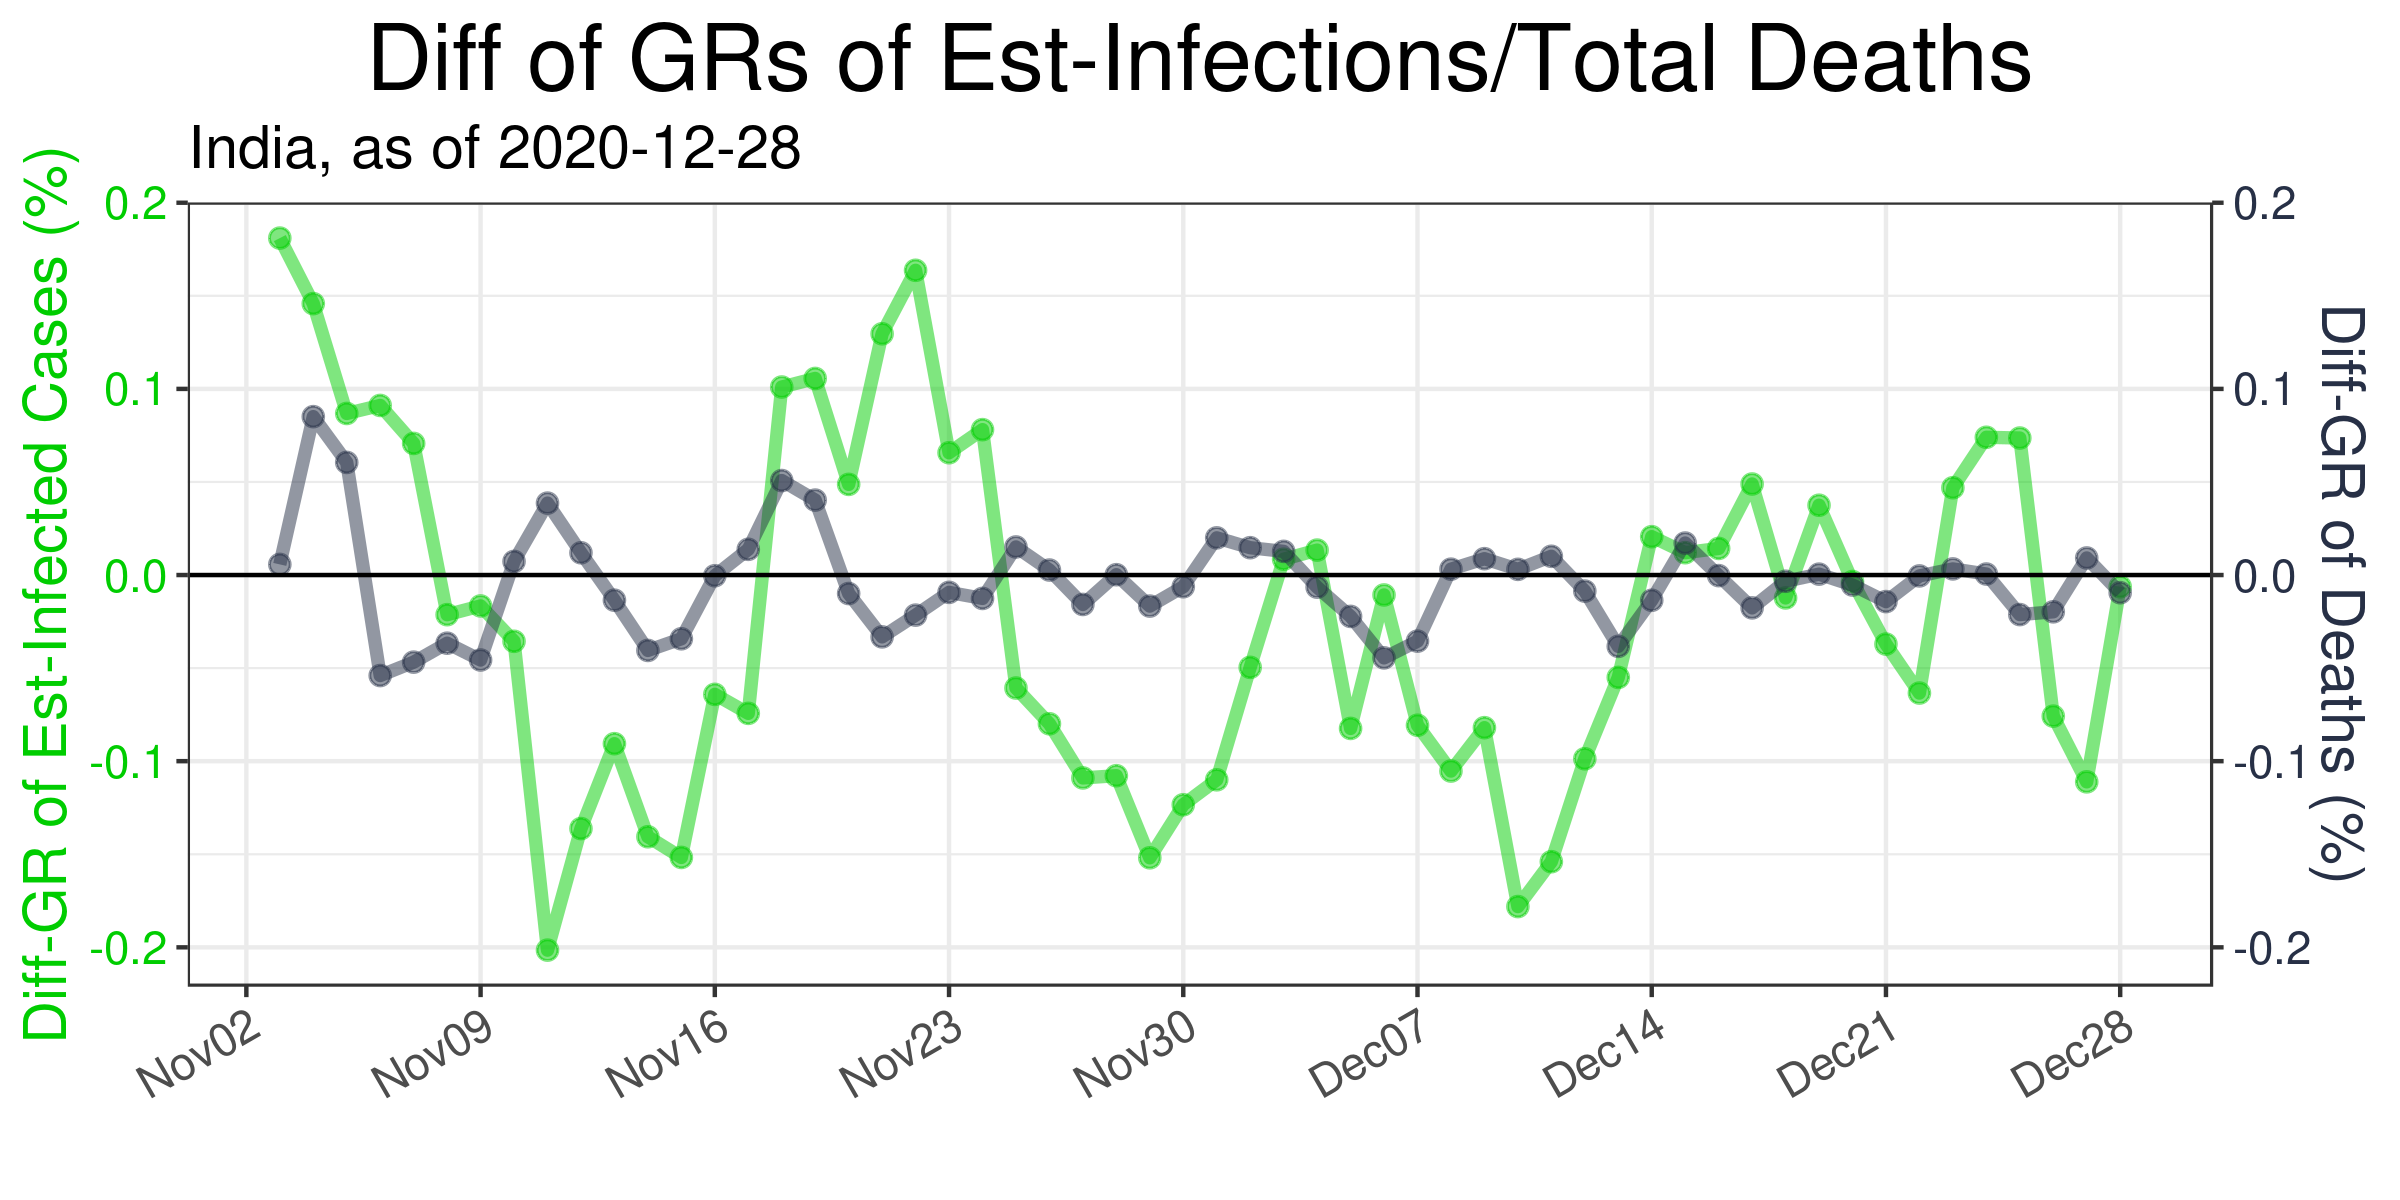 Diff of GRs of Est-Infections/Total Deaths
India, as of 2020-12-28
Diff-GR of Est-Infected Cases (%)
0.2
0.1
0.0
-0.1
-0.2
0.2
0.1
0.0
-0.1
-0.2
Diff-GR of Deaths (%)
Nov02
Nov09
Nov16
Nov23
Nov30
Dec07
Dec14
Dec21
Dec28